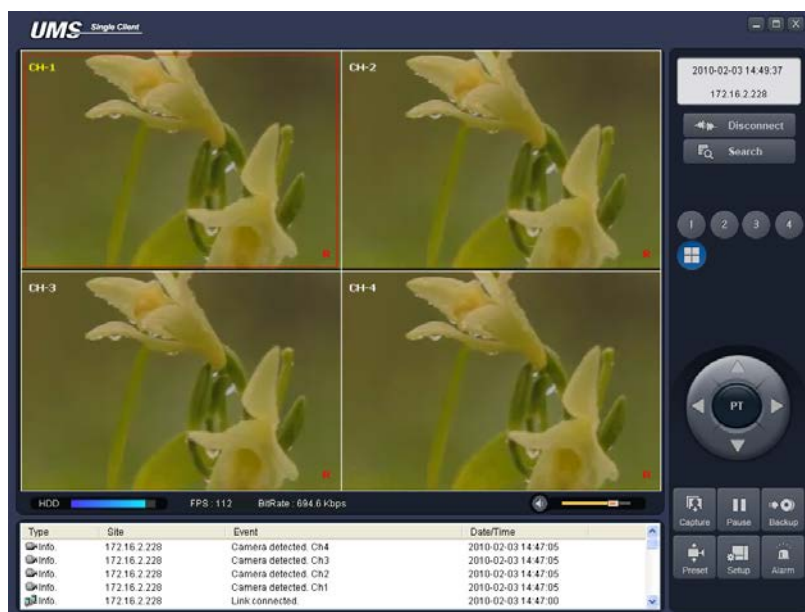 UMS Single Client
CH-1
CH-2
R
R
CH-3
CH-4
R
R
2010-02-03 14:49:37
172.16.2.228
Disconnect
Search
1 2 3 4
PT
HDD FPS : 112 BitRate : 694.6 Kbps
Capture Pause Backup
Preset Setup Alarm
Type Site Event Date/Time
Info. 172.16.2.228 Camera detected. Ch4 2010-02-03 14:47:05
Info. 172.16.2.228 Camera detected. Ch3 2010-02-03 14:47:05
Info. 172.16.2.228 Camera detected. Ch2 2010-02-03 14:47:05
Info. 172.16.2.228 Camera detected. Ch1 2010-02-03 14:47:05
Info. 172.16.2.228 Link connected. 2010-02-03 14:47:00